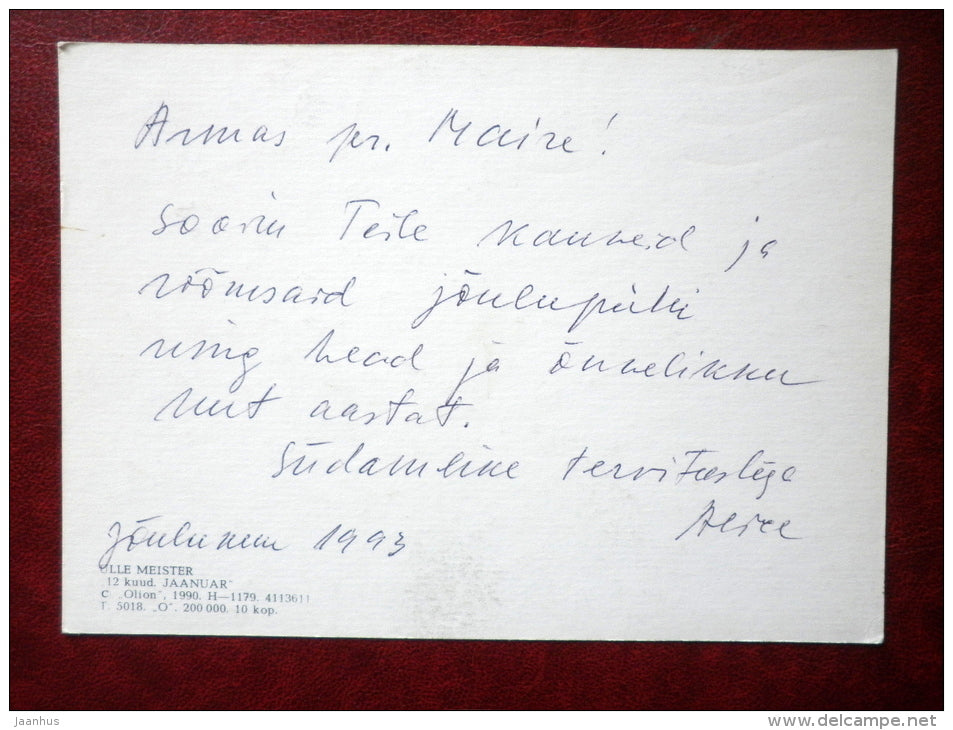 Armas pr. Maire!
Soovin Teile kauneid ja
rõõmsaid jõulupühi
ning head ja õnnelikku
uut aastat.
Südamlike tervitustega
Jõulukuu 1993
ÜLLE MEISTER
„12 kuud. JAANUAR"
C „Olion", 1990. H—1179. 4113611
T. 5018. „O". 200 000. 10 kop.
Jaanhus
www.delcampe.net